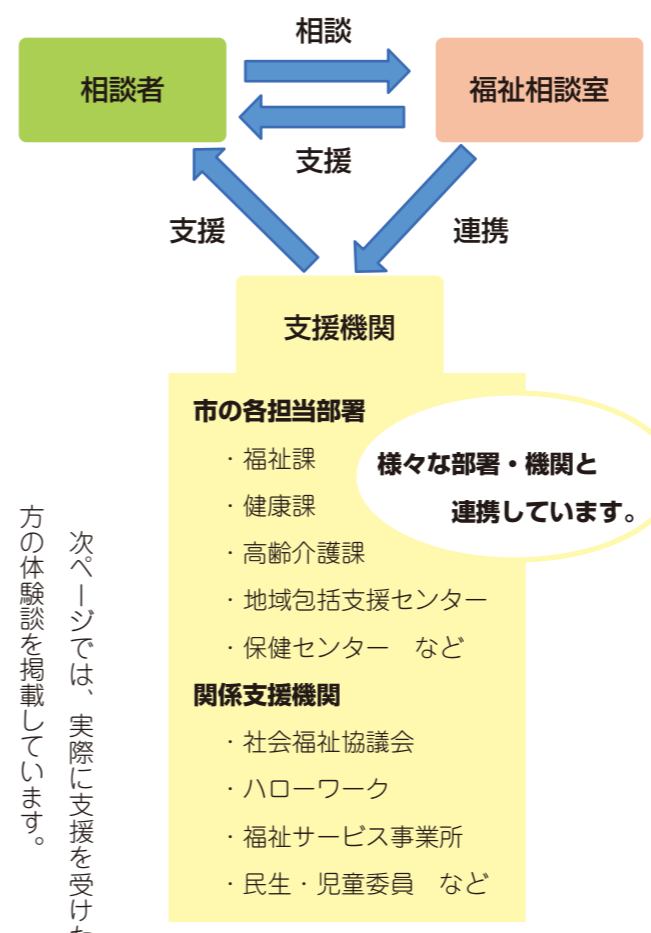 相談
相談者
福祉相談室
支援
支援
連携
支援機関
市の各担当部署
・福祉課
・健康課
・高齢介護課
・地域包括支援センター
・保健センター　など
様々な部署・機関と
連携しています。
関係支援機関
・社会福祉協議会
・ハローワーク
・福祉サービス事業所
・民生・児童委員　など
次ページでは、実際に支援を受けた
方の体験談を掲載しています。